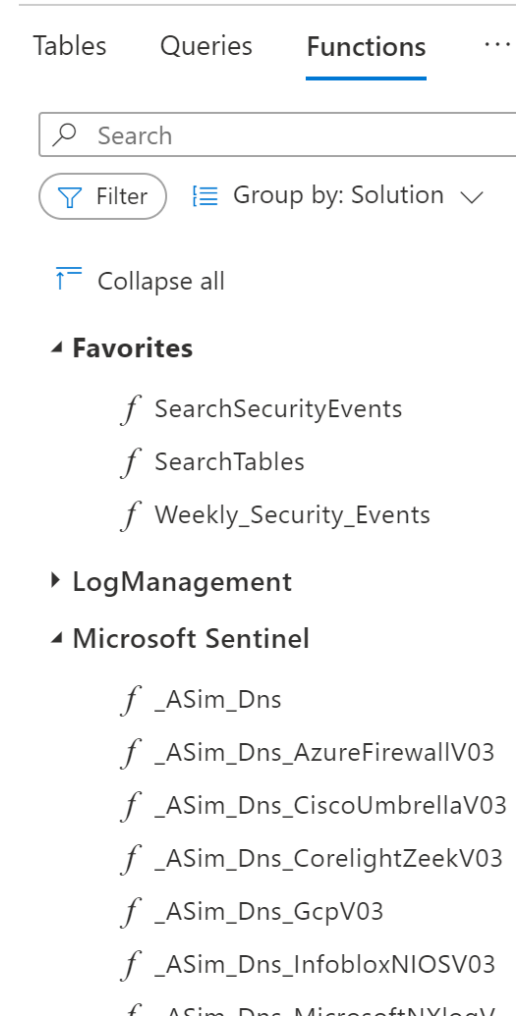 Tables Queries Functions ...
Search
Filter Group by: Solution
Collapse all
Favorites
f SearchSecurityEvents
f SearchTables
f Weekly_Security_Events
LogManagement
Microsoft Sentinel
f _ASim_Dns
f _ASim_Dns_AzureFirewallV03
f _ASim_Dns_CiscoUmbrellaV03
f _ASim_Dns_CorelightZeekV03
f _ASim_Dns_GcpV03
f _ASim_Dns_InfobloxNIOSV03
f _ASim_Dns_MicrosoftNXlogV